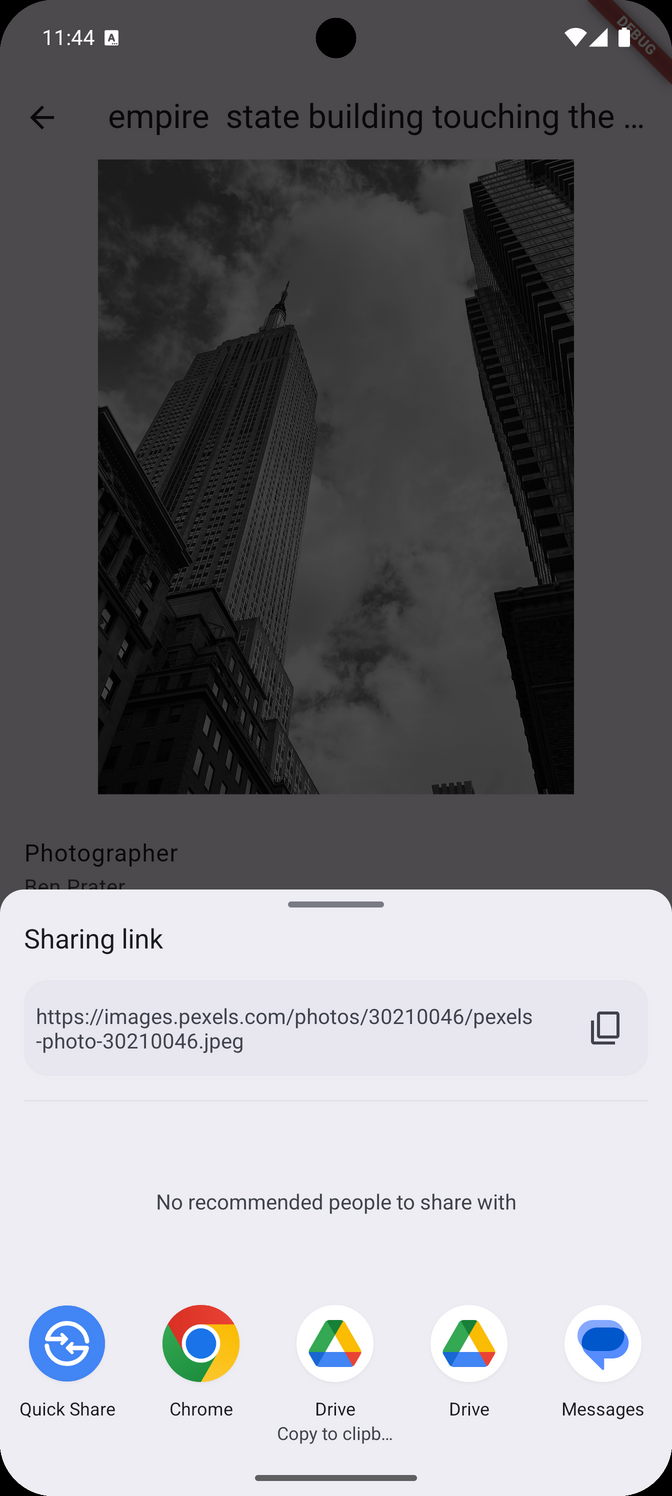 11:44 A
DEBUG
empire  state building touching the ...
Photographer
Ben Prater
Sharing link
https://images.pexels.com/photos/30210046/pexels
-photo-30210046.jpeg
No recommended people to share with
Quick Share
Chrome
Drive
Copy to clipb...
Drive
Messages